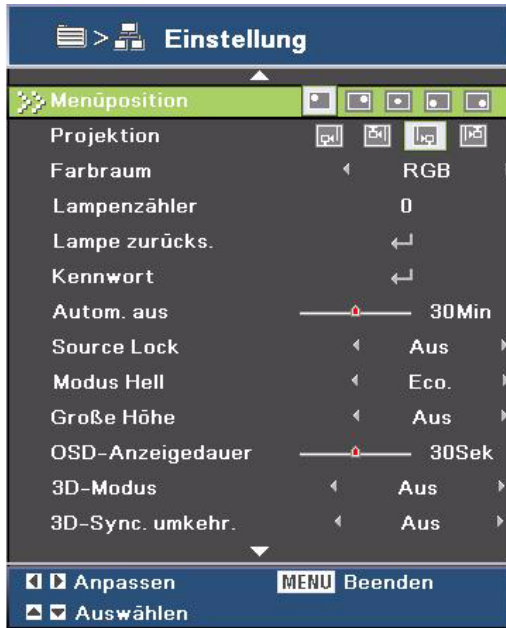 > Einstellung
Menüposition
Projektion
Farbraum RGB
Lampenzähler 0
Lampe zurücks.
Kennwort
Autom. aus 30Min
Source Lock Aus
Modus Hell Eco.
Große Höhe Aus
OSD-Anzeigedauer 30Sek
3D-Modus Aus
3D-Sync. umkehr. Aus
Anpassen MENU Beenden
Auswählen